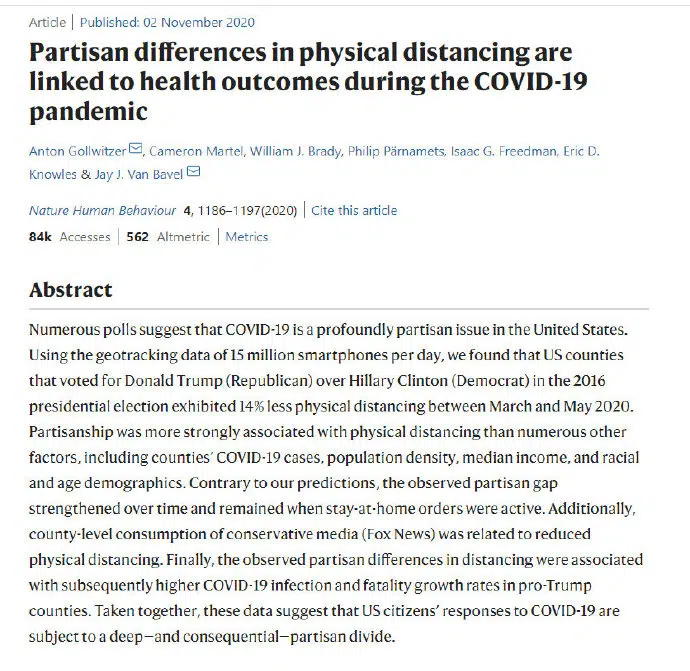 Article | Published: 02 November 2020
Partisan differences in physical distancing are
linked to health outcomes during the COVID-19
pandemic
Anton Gollwitzer, Cameron Martel, William J. Brady, Philip Pärnamets, Isaac G. Freedman, Eric D.
Knowles & Jay J. Van Bavel
Nature Human Behaviour 4, 1186–1197(2020) | Cite this article
84k Accesses | 562 Altmetric | Metrics
Abstract
Numerous polls suggest that COVID-19 is a profoundly partisan issue in the United States.
Using the geotracking data of 15 million smartphones per day, we found that US counties
that voted for Donald Trump (Republican) over Hillary Clinton (Democrat) in the 2016
presidential election exhibited 14% less physical distancing between March and May 2020.
Partisanship was more strongly associated with physical distancing than numerous other
factors, including counties' COVID-19 cases, population density, median income, and racial
and age demographics. Contrary to our predictions, the observed partisan gap
strengthened over time and remained when stay-at-home orders were active. Additionally,
county-level consumption of conservative media (Fox News) was related to reduced
physical distancing. Finally, the observed partisan differences in distancing were associated
with subsequently higher COVID-19 infection and fatality growth rates in pro-Trump
counties. Taken together, these data suggest that US citizens' responses to COVID-19 are
subject to a deep—and consequential—partisan divide.